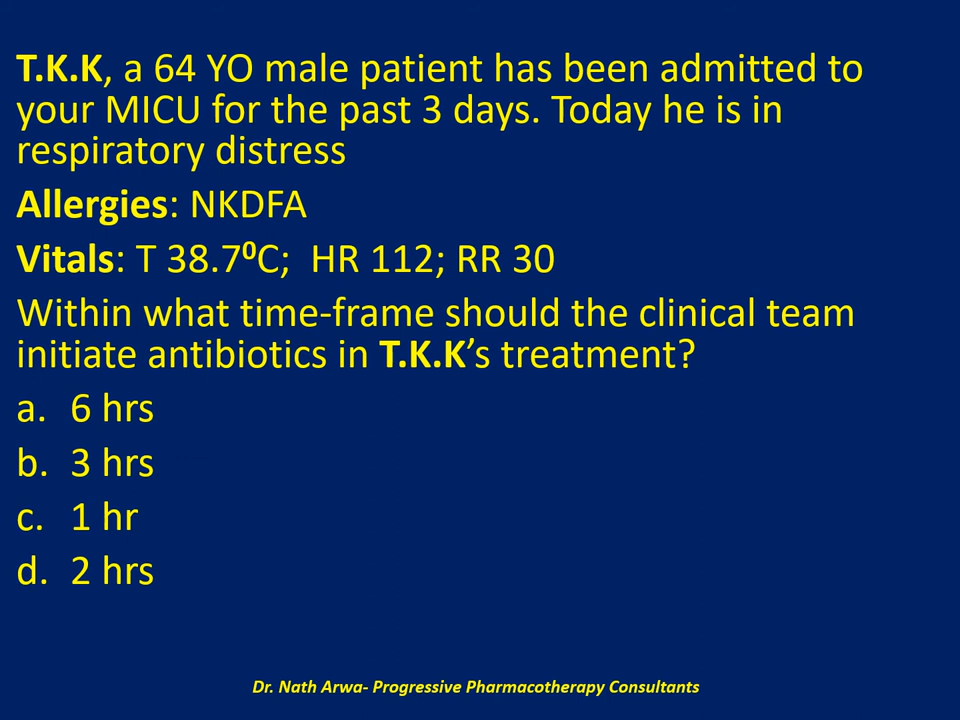 T.K.K, a 64 YO male patient has been admitted to
your MICU for the past 3 days. Today he is in
respiratory distress
Allergies: NKDFA
Vitals: T 38.7⁰C; HR 112; RR 30
Within what time-frame should the clinical team
initiate antibiotics in T.K.K’s treatment?
a. 6 hrs
b. 3 hrs
c. 1 hr
d. 2 hrs
Dr. Nath Arwa- Progressive Pharmacotherapy Consultants